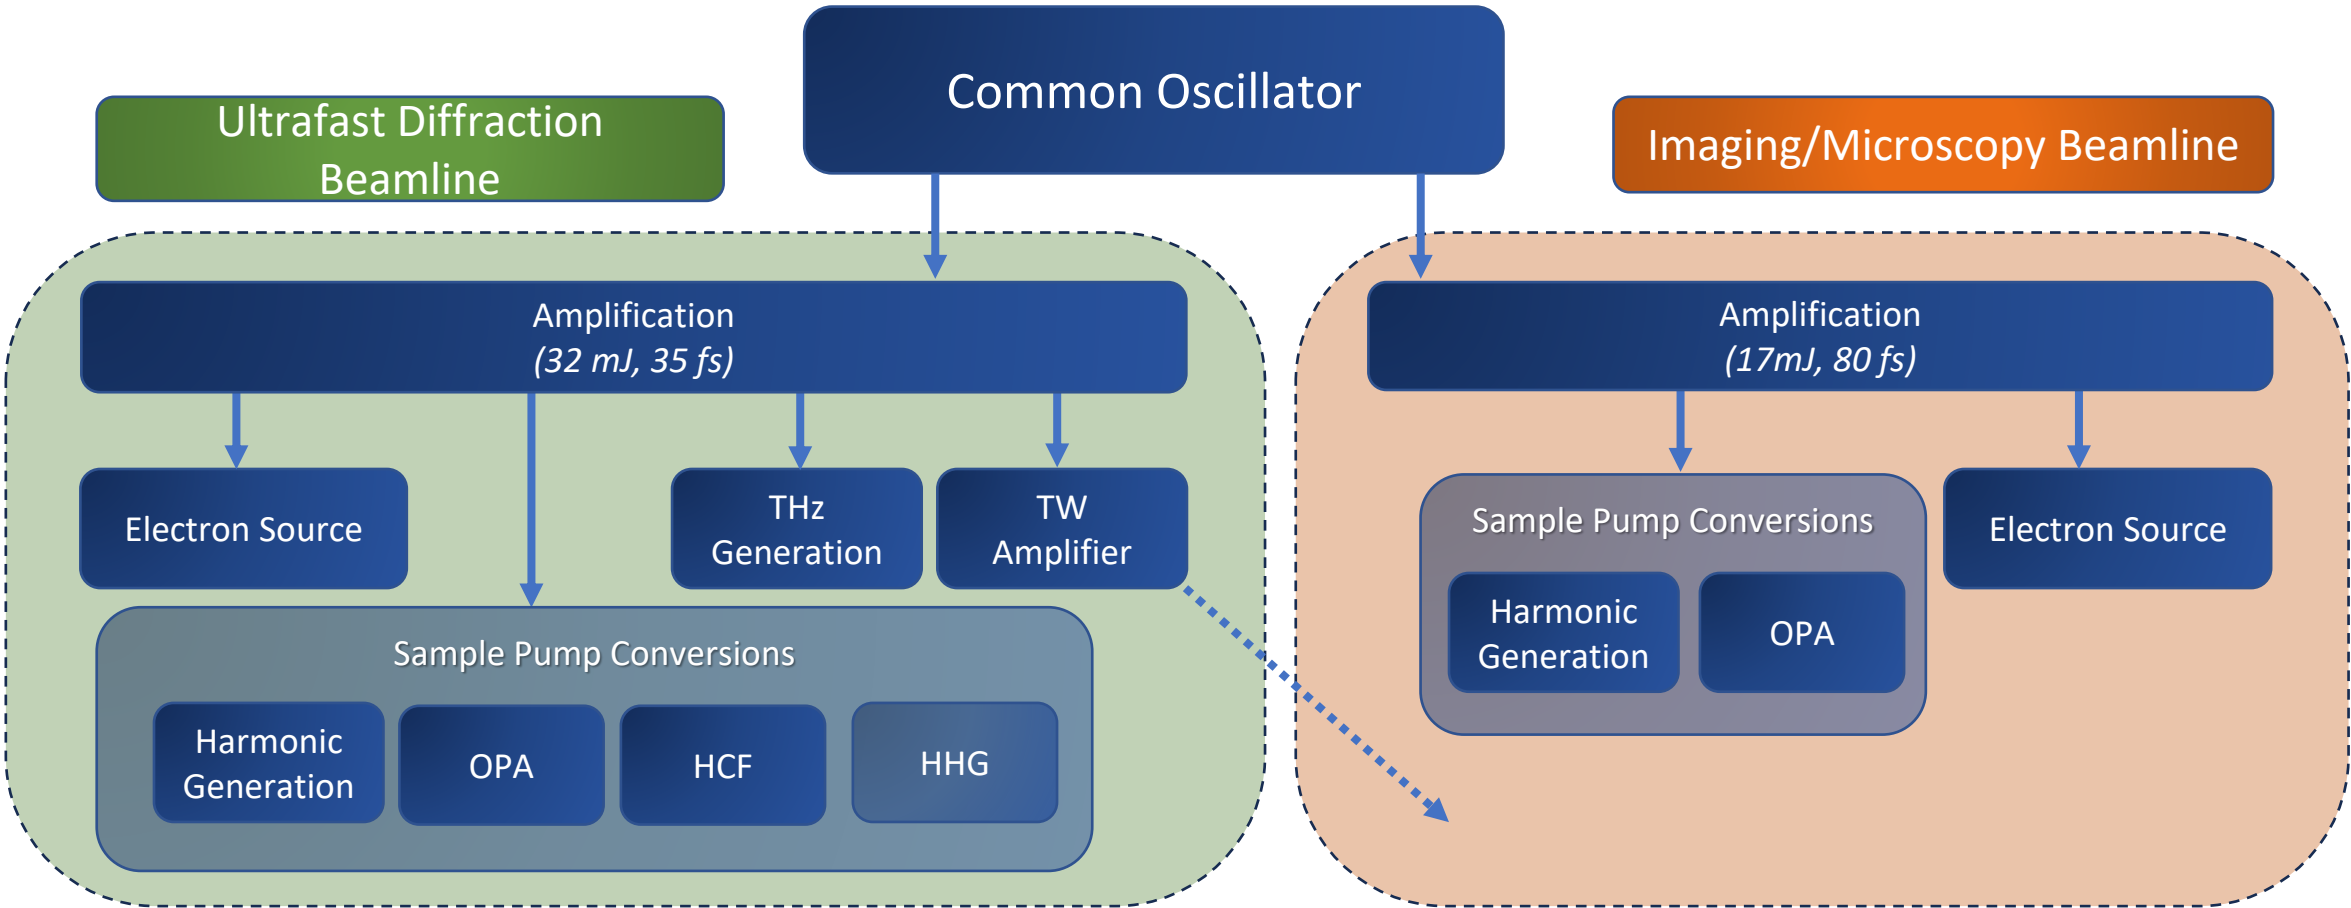 Common Oscillator
Ultrafast Diffraction
Beamline
Imaging/Microscopy Beamline
Amplification
(32 mJ, 35 fs)
Electron Source
THz
Generation
TW
Amplifier
Sample Pump Conversions
Harmonic
Generation
OPA
HCF
HHG
Amplification
(17mJ, 80 fs)
Sample Pump Conversions
Harmonic
Generation
OPA
Electron Source